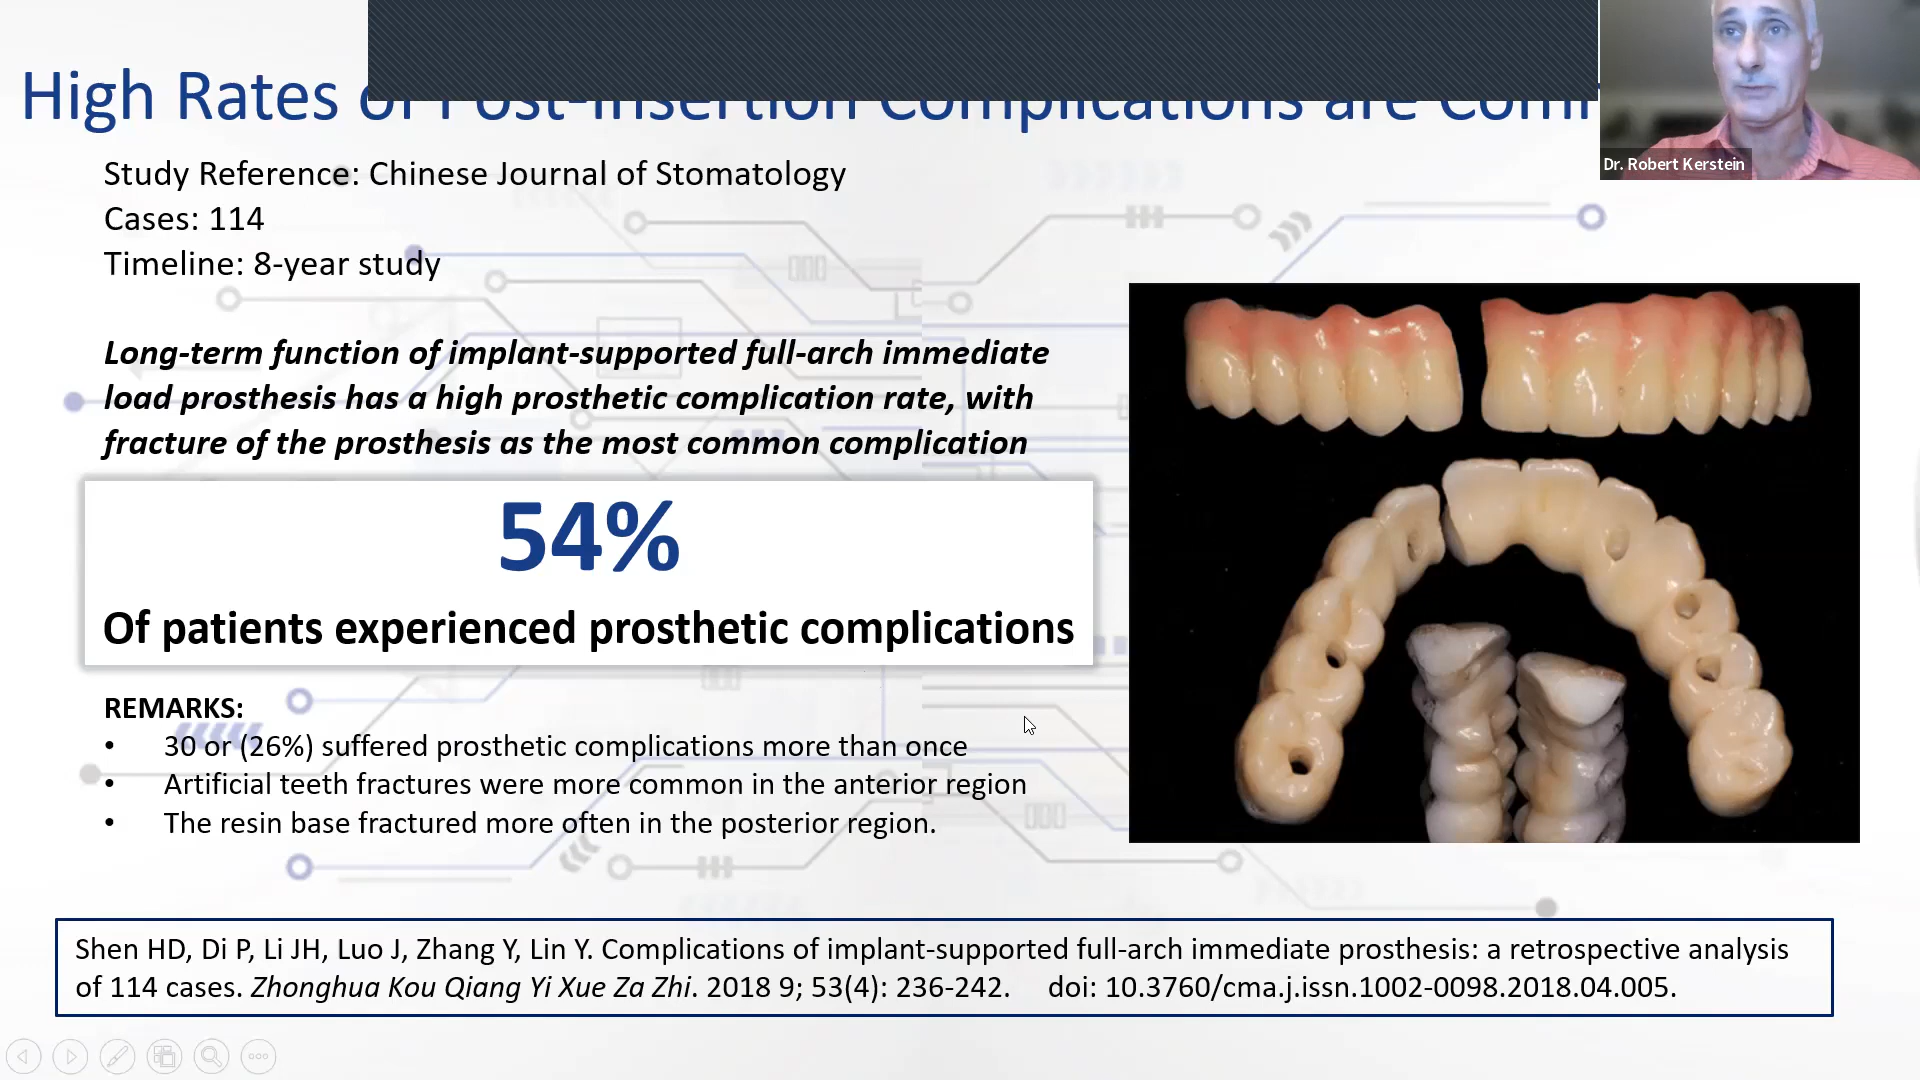 High Rates of Post-Insertion Complications are
Dr. Robert Kerstein
Study Reference: Chinese Journal of Stomatology
Cases: 114
Timeline: 8-year study
Long-term function of implant-supported full-arch immediate
load prosthesis has a high prosthetic complication rate, with
fracture of the prosthesis as the most common complication
54%
Of patients experienced prosthetic complications
REMARKS:
• 30 or (26%) suffered prosthetic complications more than once
• Artificial teeth fractures were more common in the anterior region
• The resin base fractured more often in the posterior region.
Shen HD, Di P, Li JH, Luo J, Zhang Y, Lin Y. Complications of implant-supported full-arch immediate prosthesis: a retrospective analysis
of 114 cases. Zhonghua Kou Qiang Yi Xue Za Zhi. 2018 9; 53(4): 236-242. doi: 10.3760/cma.j.issn.1002-0098.2018.04.005.